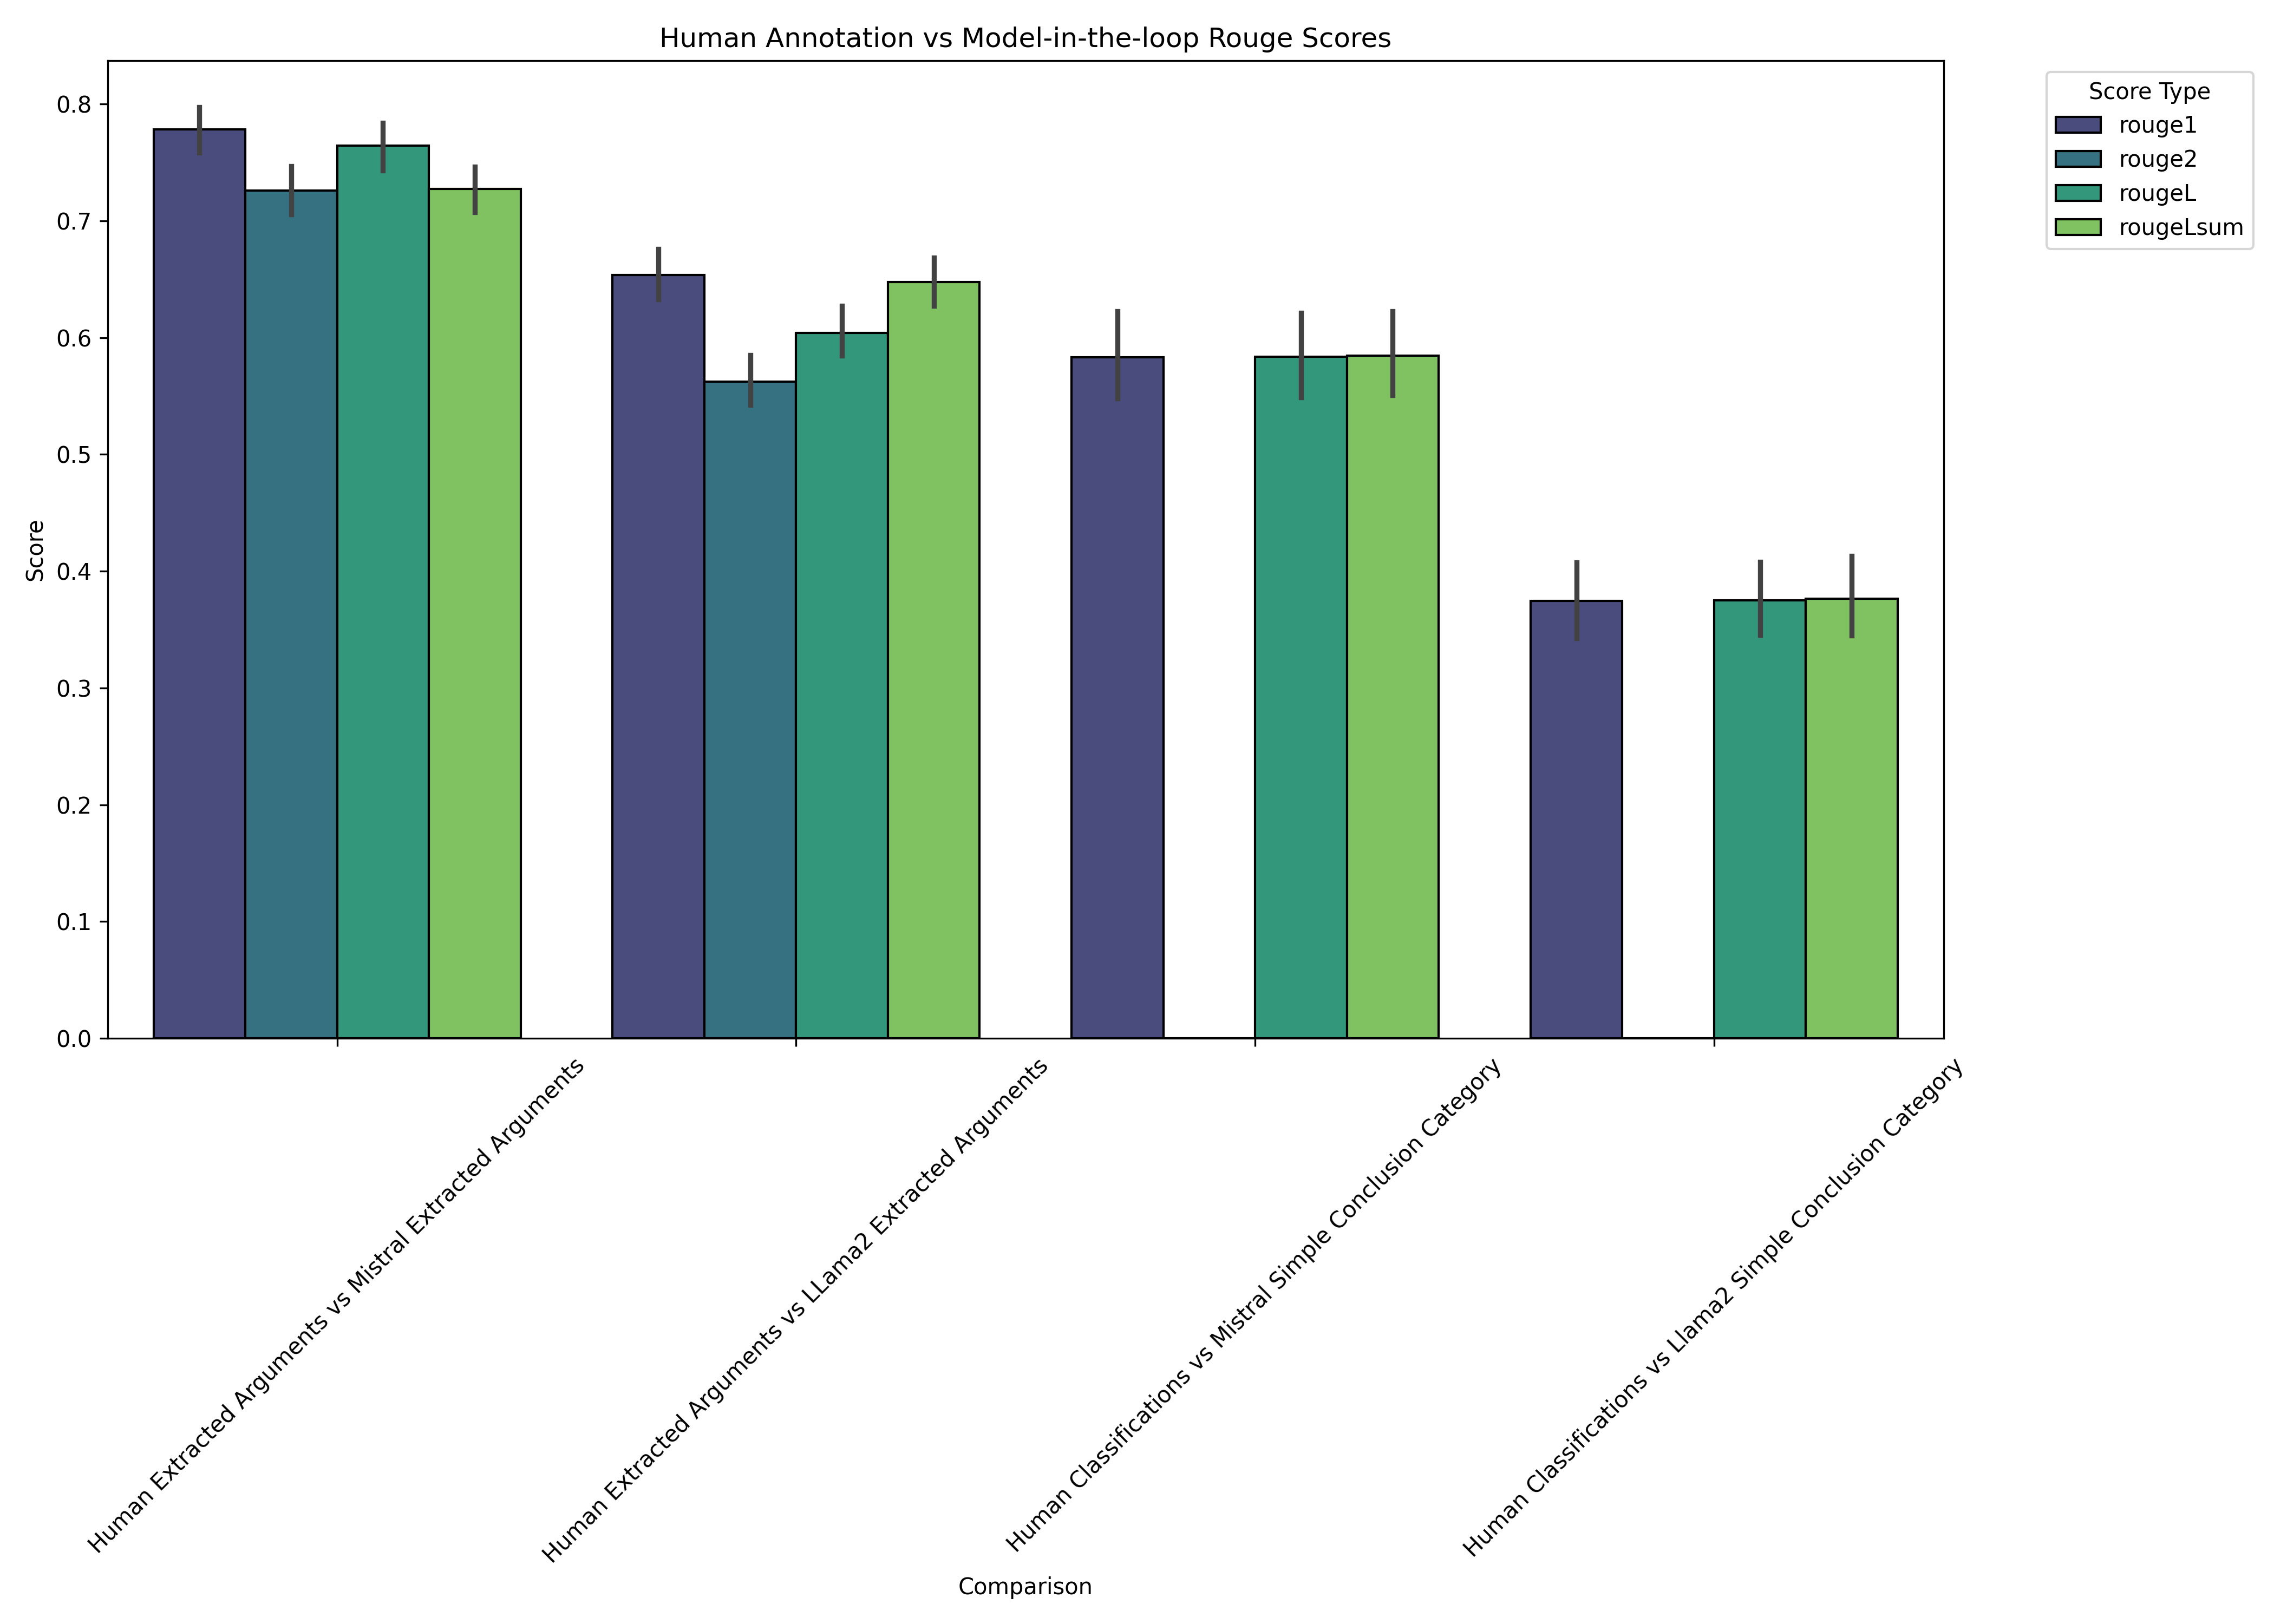 Human Annotation vs Model-in-the-loop Rouge Scores
Score Type
rouge1
rouge2
rougeL
rougeLsum
Score
0.8
0.7
0.6
0.5
0.4
0.3
0.2
0.1
0.0
Human Extracted Arguments vs Mistral Extracted Arguments
Human Extracted Arguments vs LLama2 Extracted Arguments
Human Classifications vs Mistral Simple Conclusion Category
Human Classifications vs Llama2 Simple Conclusion Category
Comparison